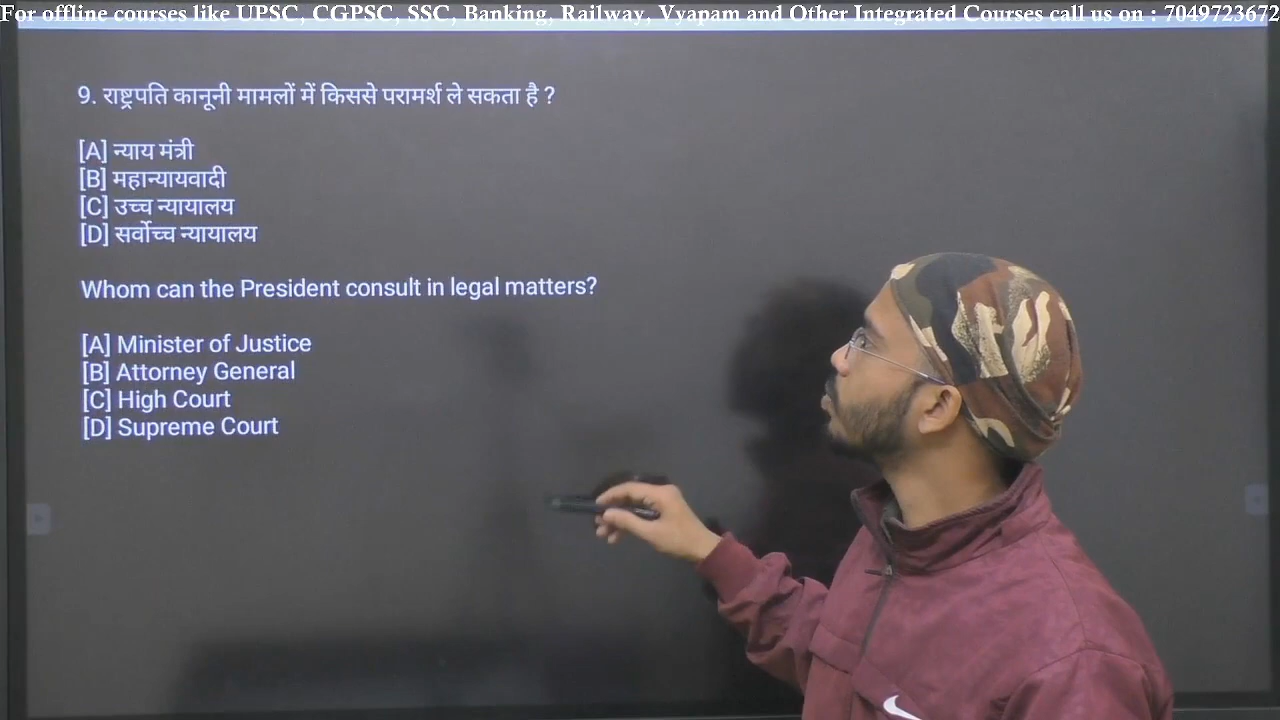 For offline courses like UPSC, CGPSC, SSC, Banking, Railway, Vyapam and Other Integrated Courses call us on : 7049723672
9. राष्ट्रपति कानूनी मामलों में किससे परामर्श ले सकता है ?
[A] न्याय मंत्री
[B] महान्यायवादी
[C] उच्च न्यायालय
[D] सर्वोच्च न्यायालय
Whom can the President consult in legal matters?
[A] Minister of Justice
[B] Attorney General
[C] High Court
[D] Supreme Court